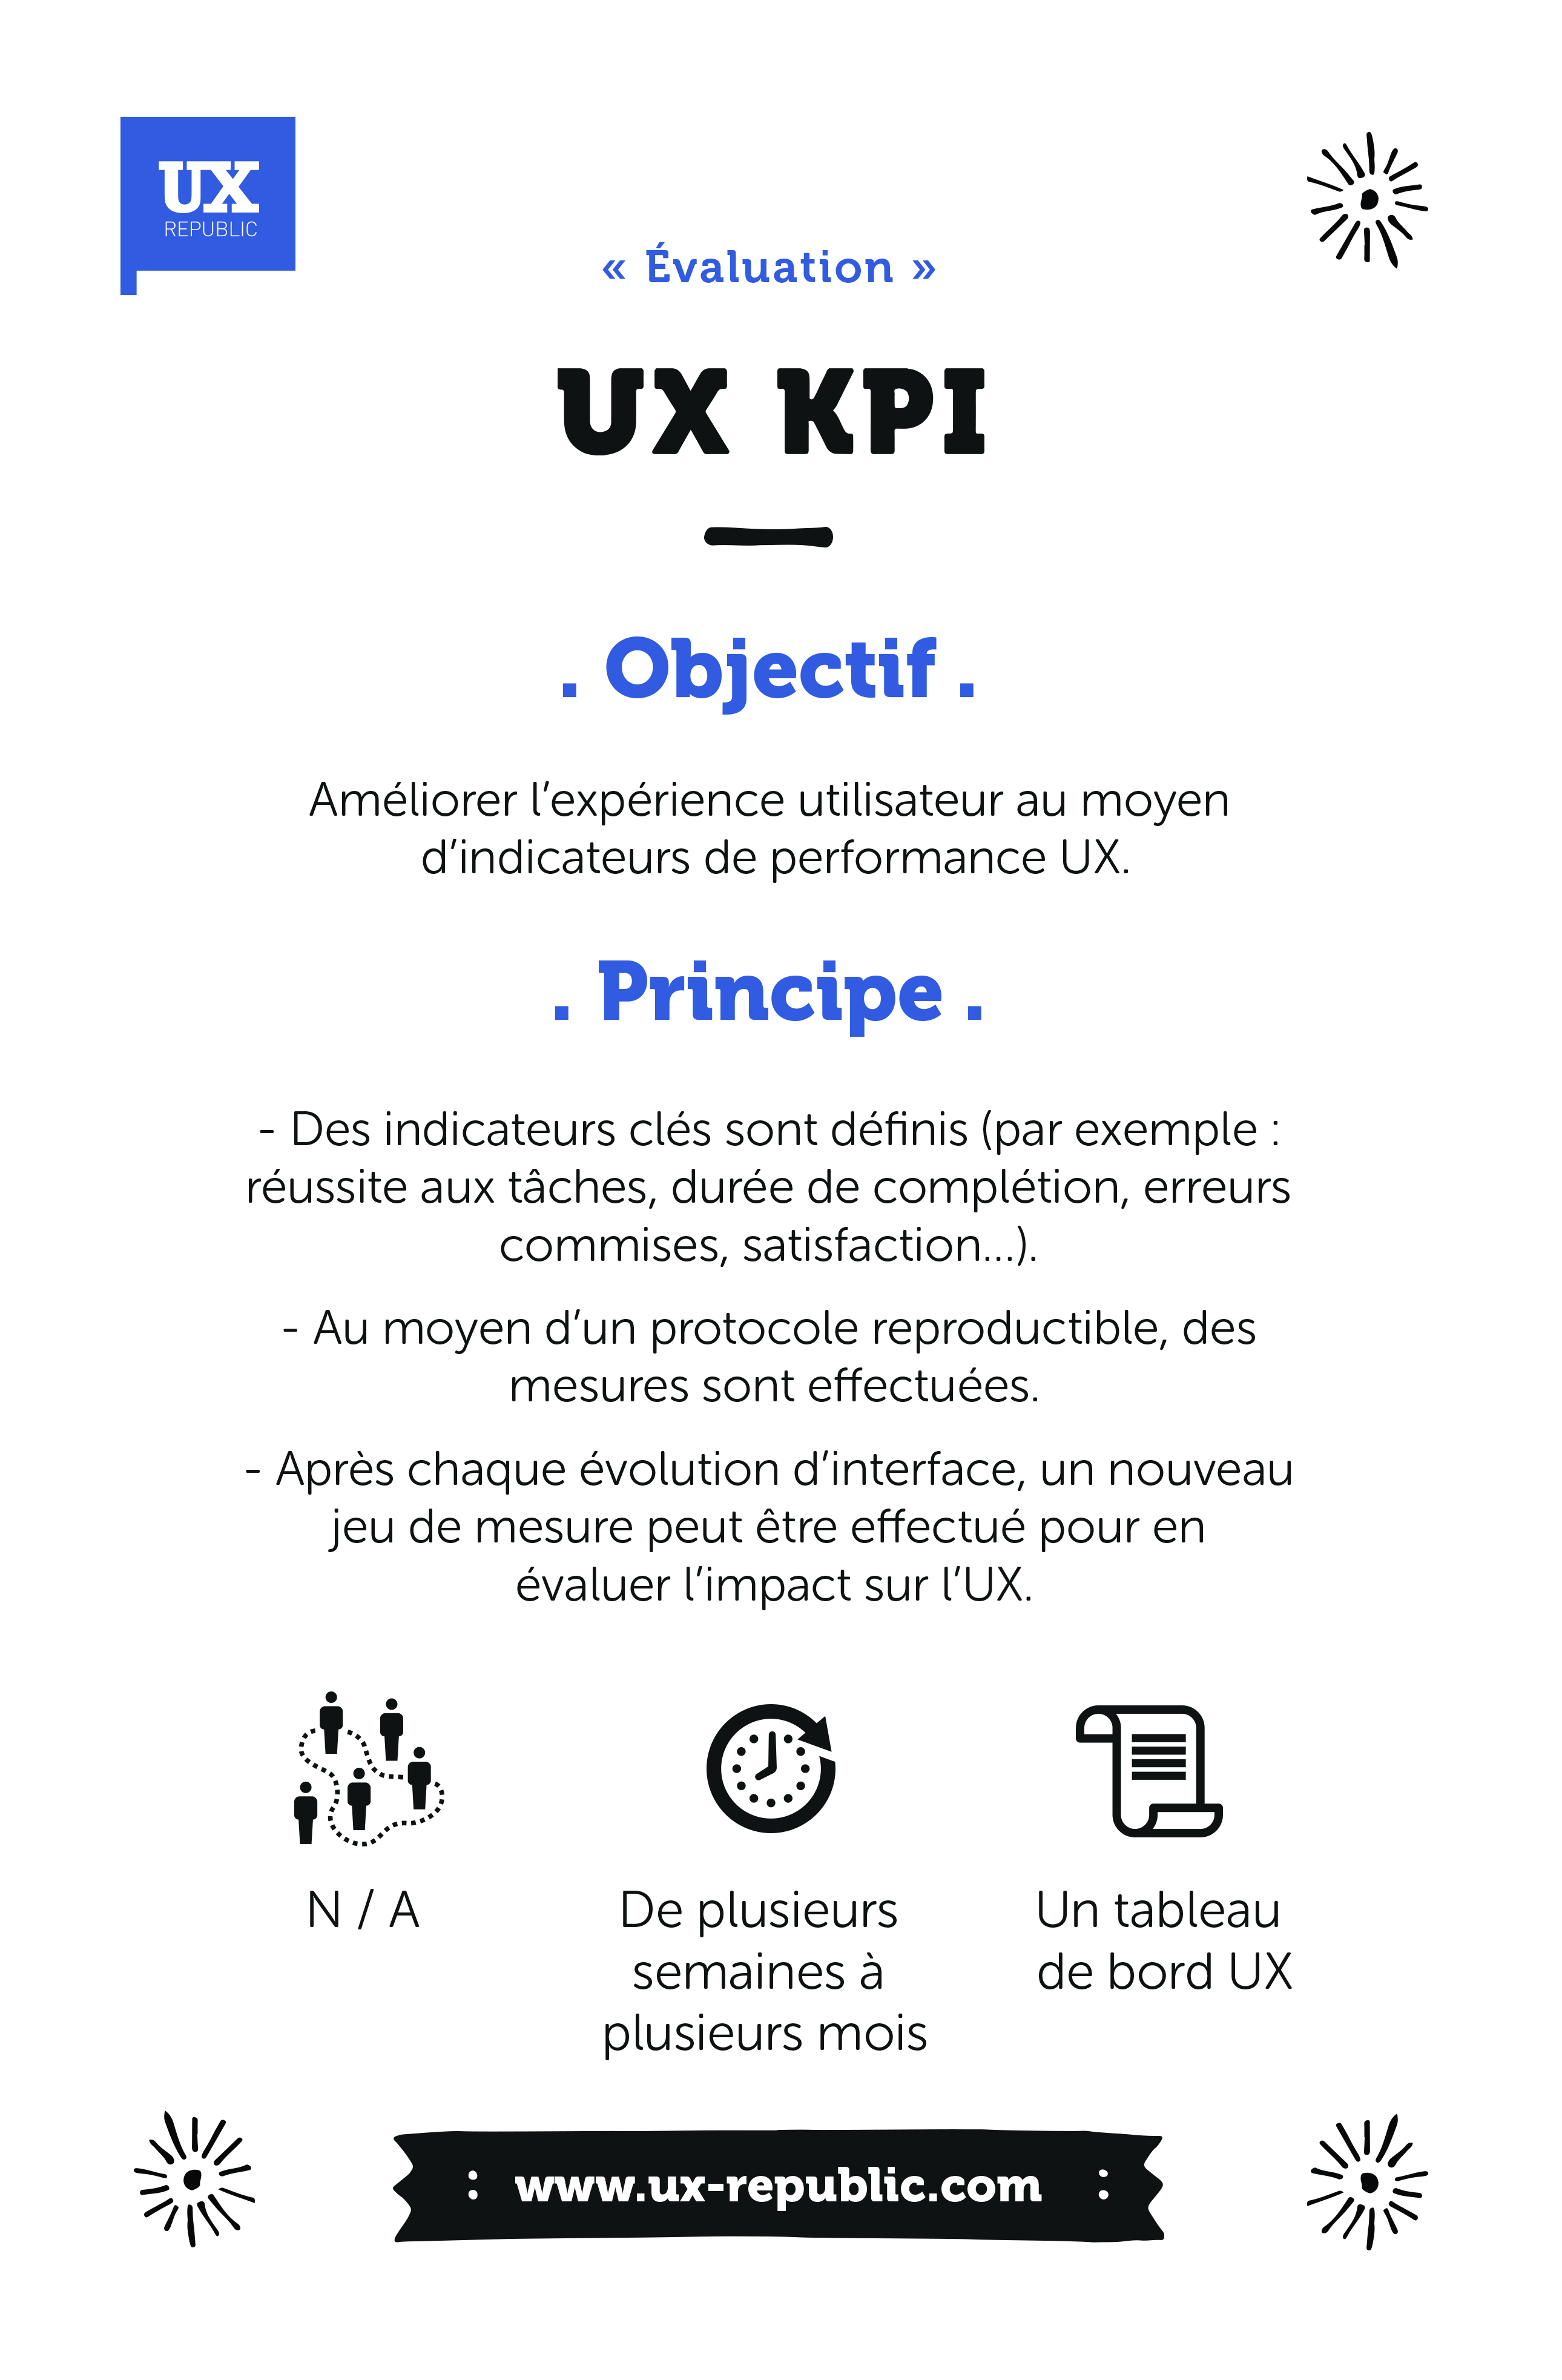 UX
REPUBLIC
« Évaluation »
UX KPI
. Objectif .
Améliorer l’expérience utilisateur au moyen
d’indicateurs de performance UX.
. Principe .
- Des indicateurs clés sont définis (par exemple :
réussite aux tâches, durée de complétion, erreurs
commises, satisfaction...).
- Au moyen d’un protocole reproductible, des
mesures sont effectuées.
- Après chaque évolution d’interface, un nouveau
jeu de mesure peut être effectué pour en
évaluer l’impact sur l’UX.
N / A
De plusieurs
semaines à
plusieurs mois
Un tableau
de bord UX
: www.ux-republic.com :